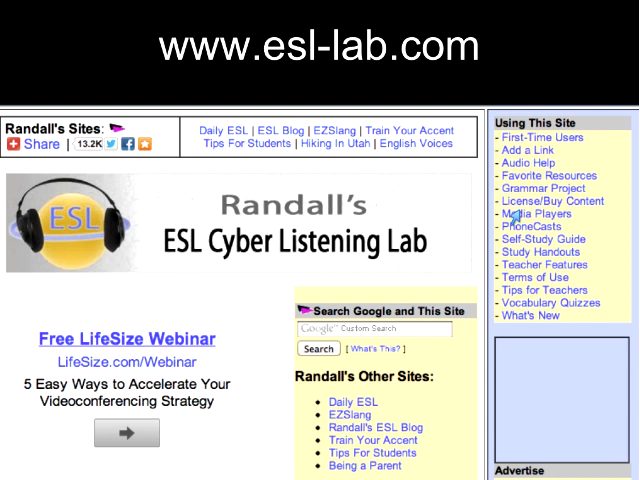 www.esl-lab.com
Randall's Sites:
Share | 13.2K
Daily ESL | ESL Blog | EZSlang | Train Your Accent
Tips For Students | Hiking In Utah | English Voices
ESL
Randall's
ESL Cyber Listening Lab
Free LifeSize Webinar
LifeSize.com/Webinar
5 Easy Ways to Accelerate Your
Videoconferencing Strategy
Search Google and This Site
Google™ Custom Search
Search [ What's This? ]
Randall's Other Sites:
• Daily ESL
• EZSlang
• Randall's ESL Blog
• Train Your Accent
• Tips For Students
• Being a Parent
Using This Site
- First-Time Users
- Add a Link
- Audio Help
- Favorite Resources
- Grammar Project
- License/Buy Content
- Media Players
- PhoneCasts
- Self-Study Guide
- Study Handouts
- Teacher Features
- Terms of Use
- Tips for Teachers
- Vocabulary Quizzes
- What's New
Advertise